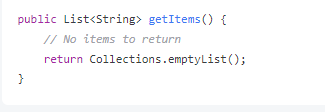 public List<String> getItems() {
    // No items to return
    return Collections.emptyList();
}